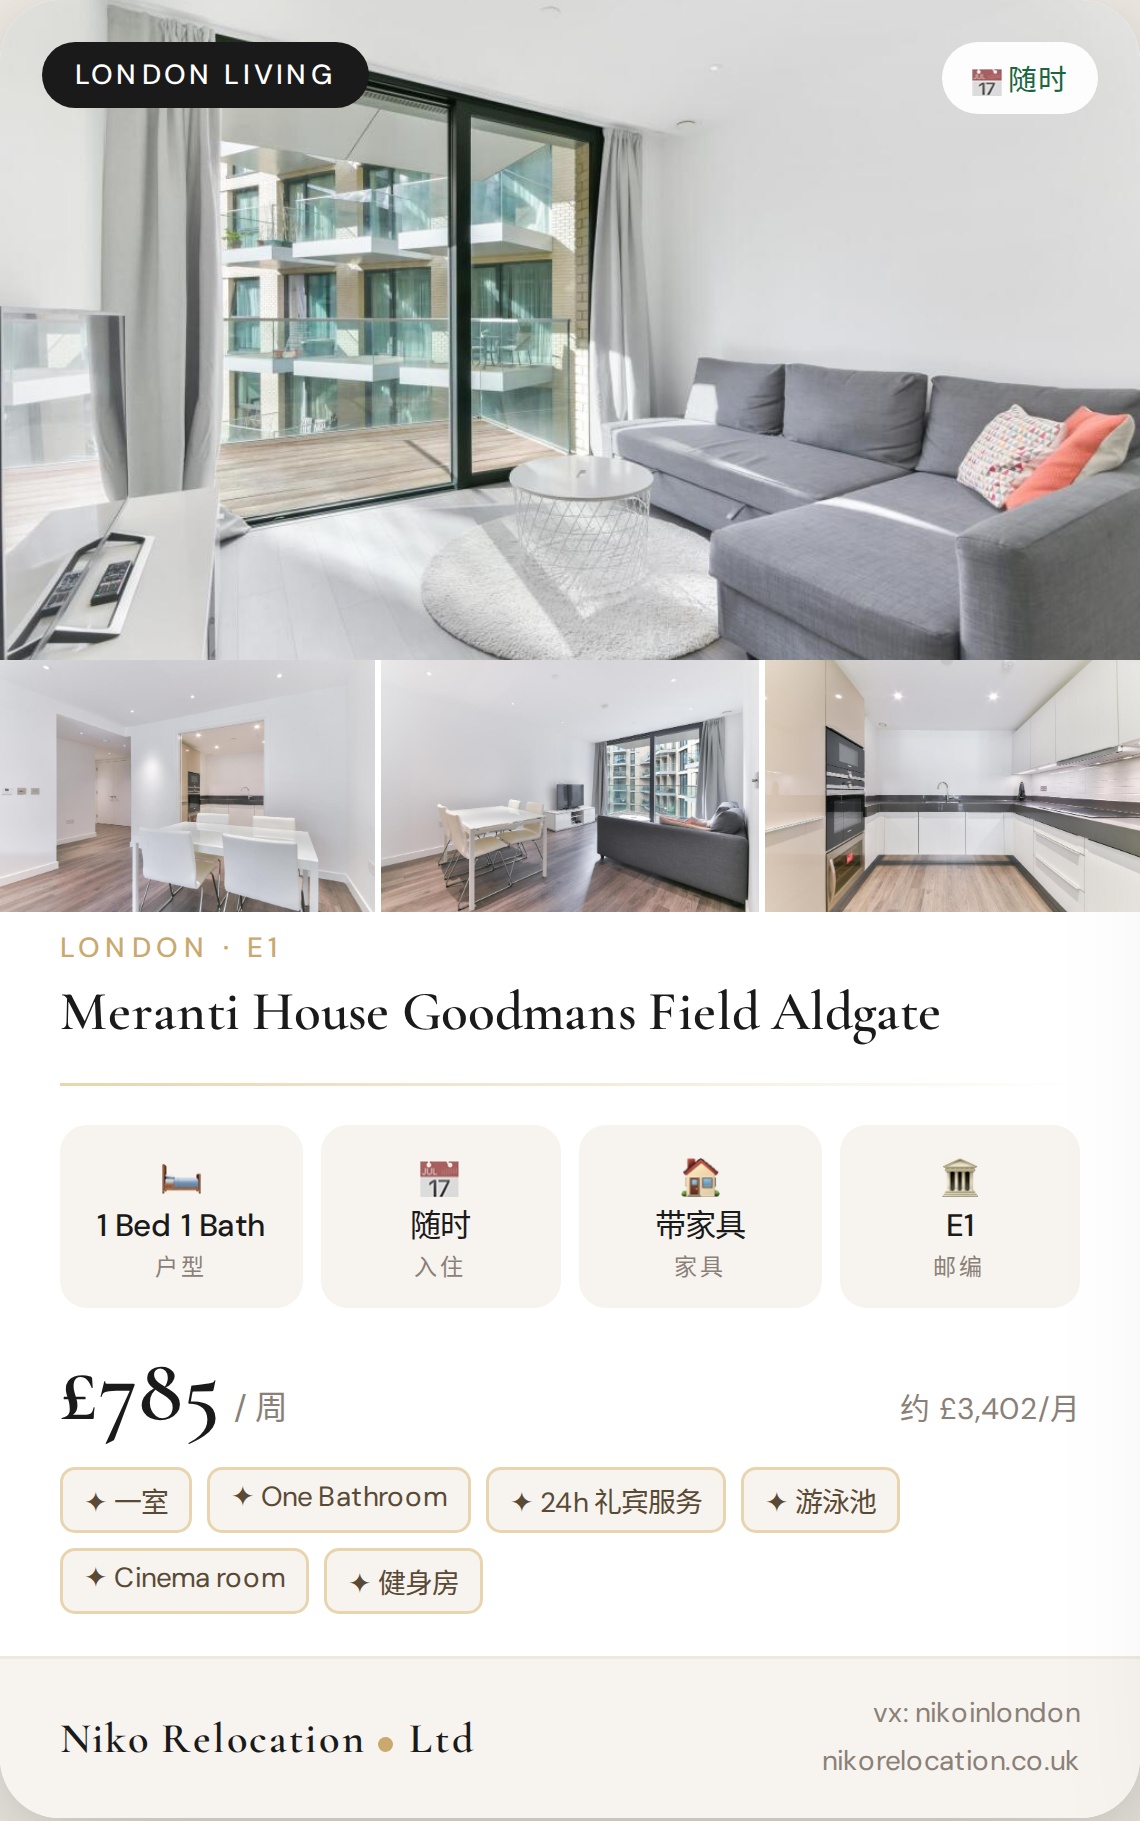 LONDON LIVING
17 随时
LONDON · E1
Meranti House Goodmans Field Aldgate
1 Bed 1 Bath
户型
JUL
17
随时
入住
带家具
家具
E1
邮编
£785 / 周
约 £3,402/月
✦ 一室
✦ One Bathroom
✦ 24h 礼宾服务
✦ 游泳池
✦ Cinema room
✦ 健身房
Niko Relocation • Ltd
vx: nikoinlondon
nikorelocation.co.uk